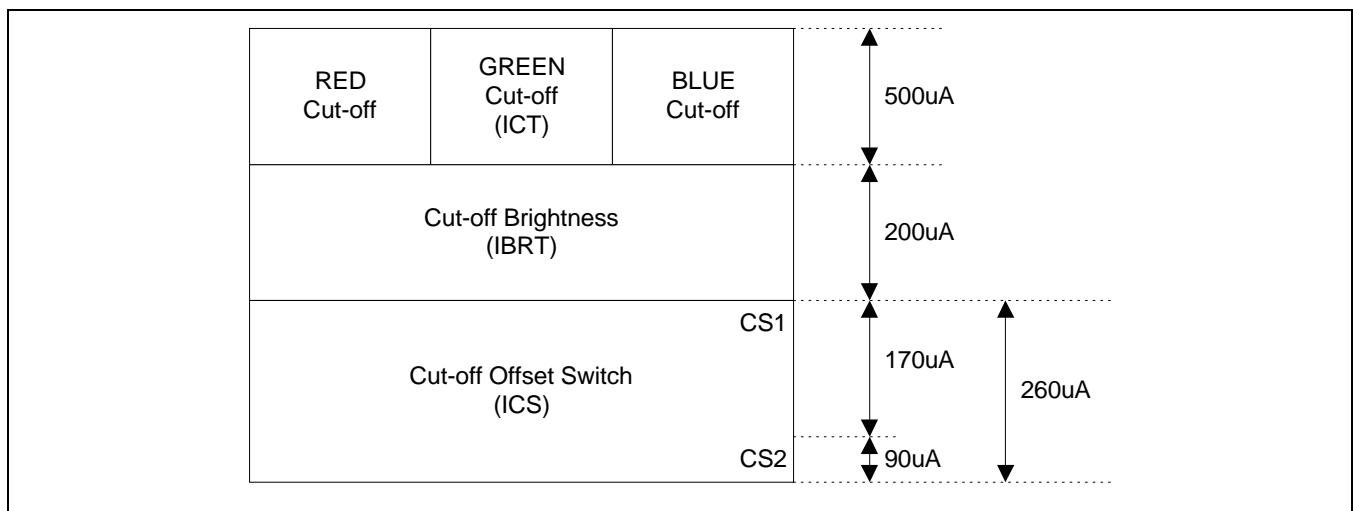 RED
Cut-off
GREEN
Cut-off
(ICT)
BLUE
Cut-off
500uA
Cut-off Brightness
(IBRT)
200uA
CS1
Cut-off Offset Switch
(ICS)
170uA
260uA
CS2
90uA